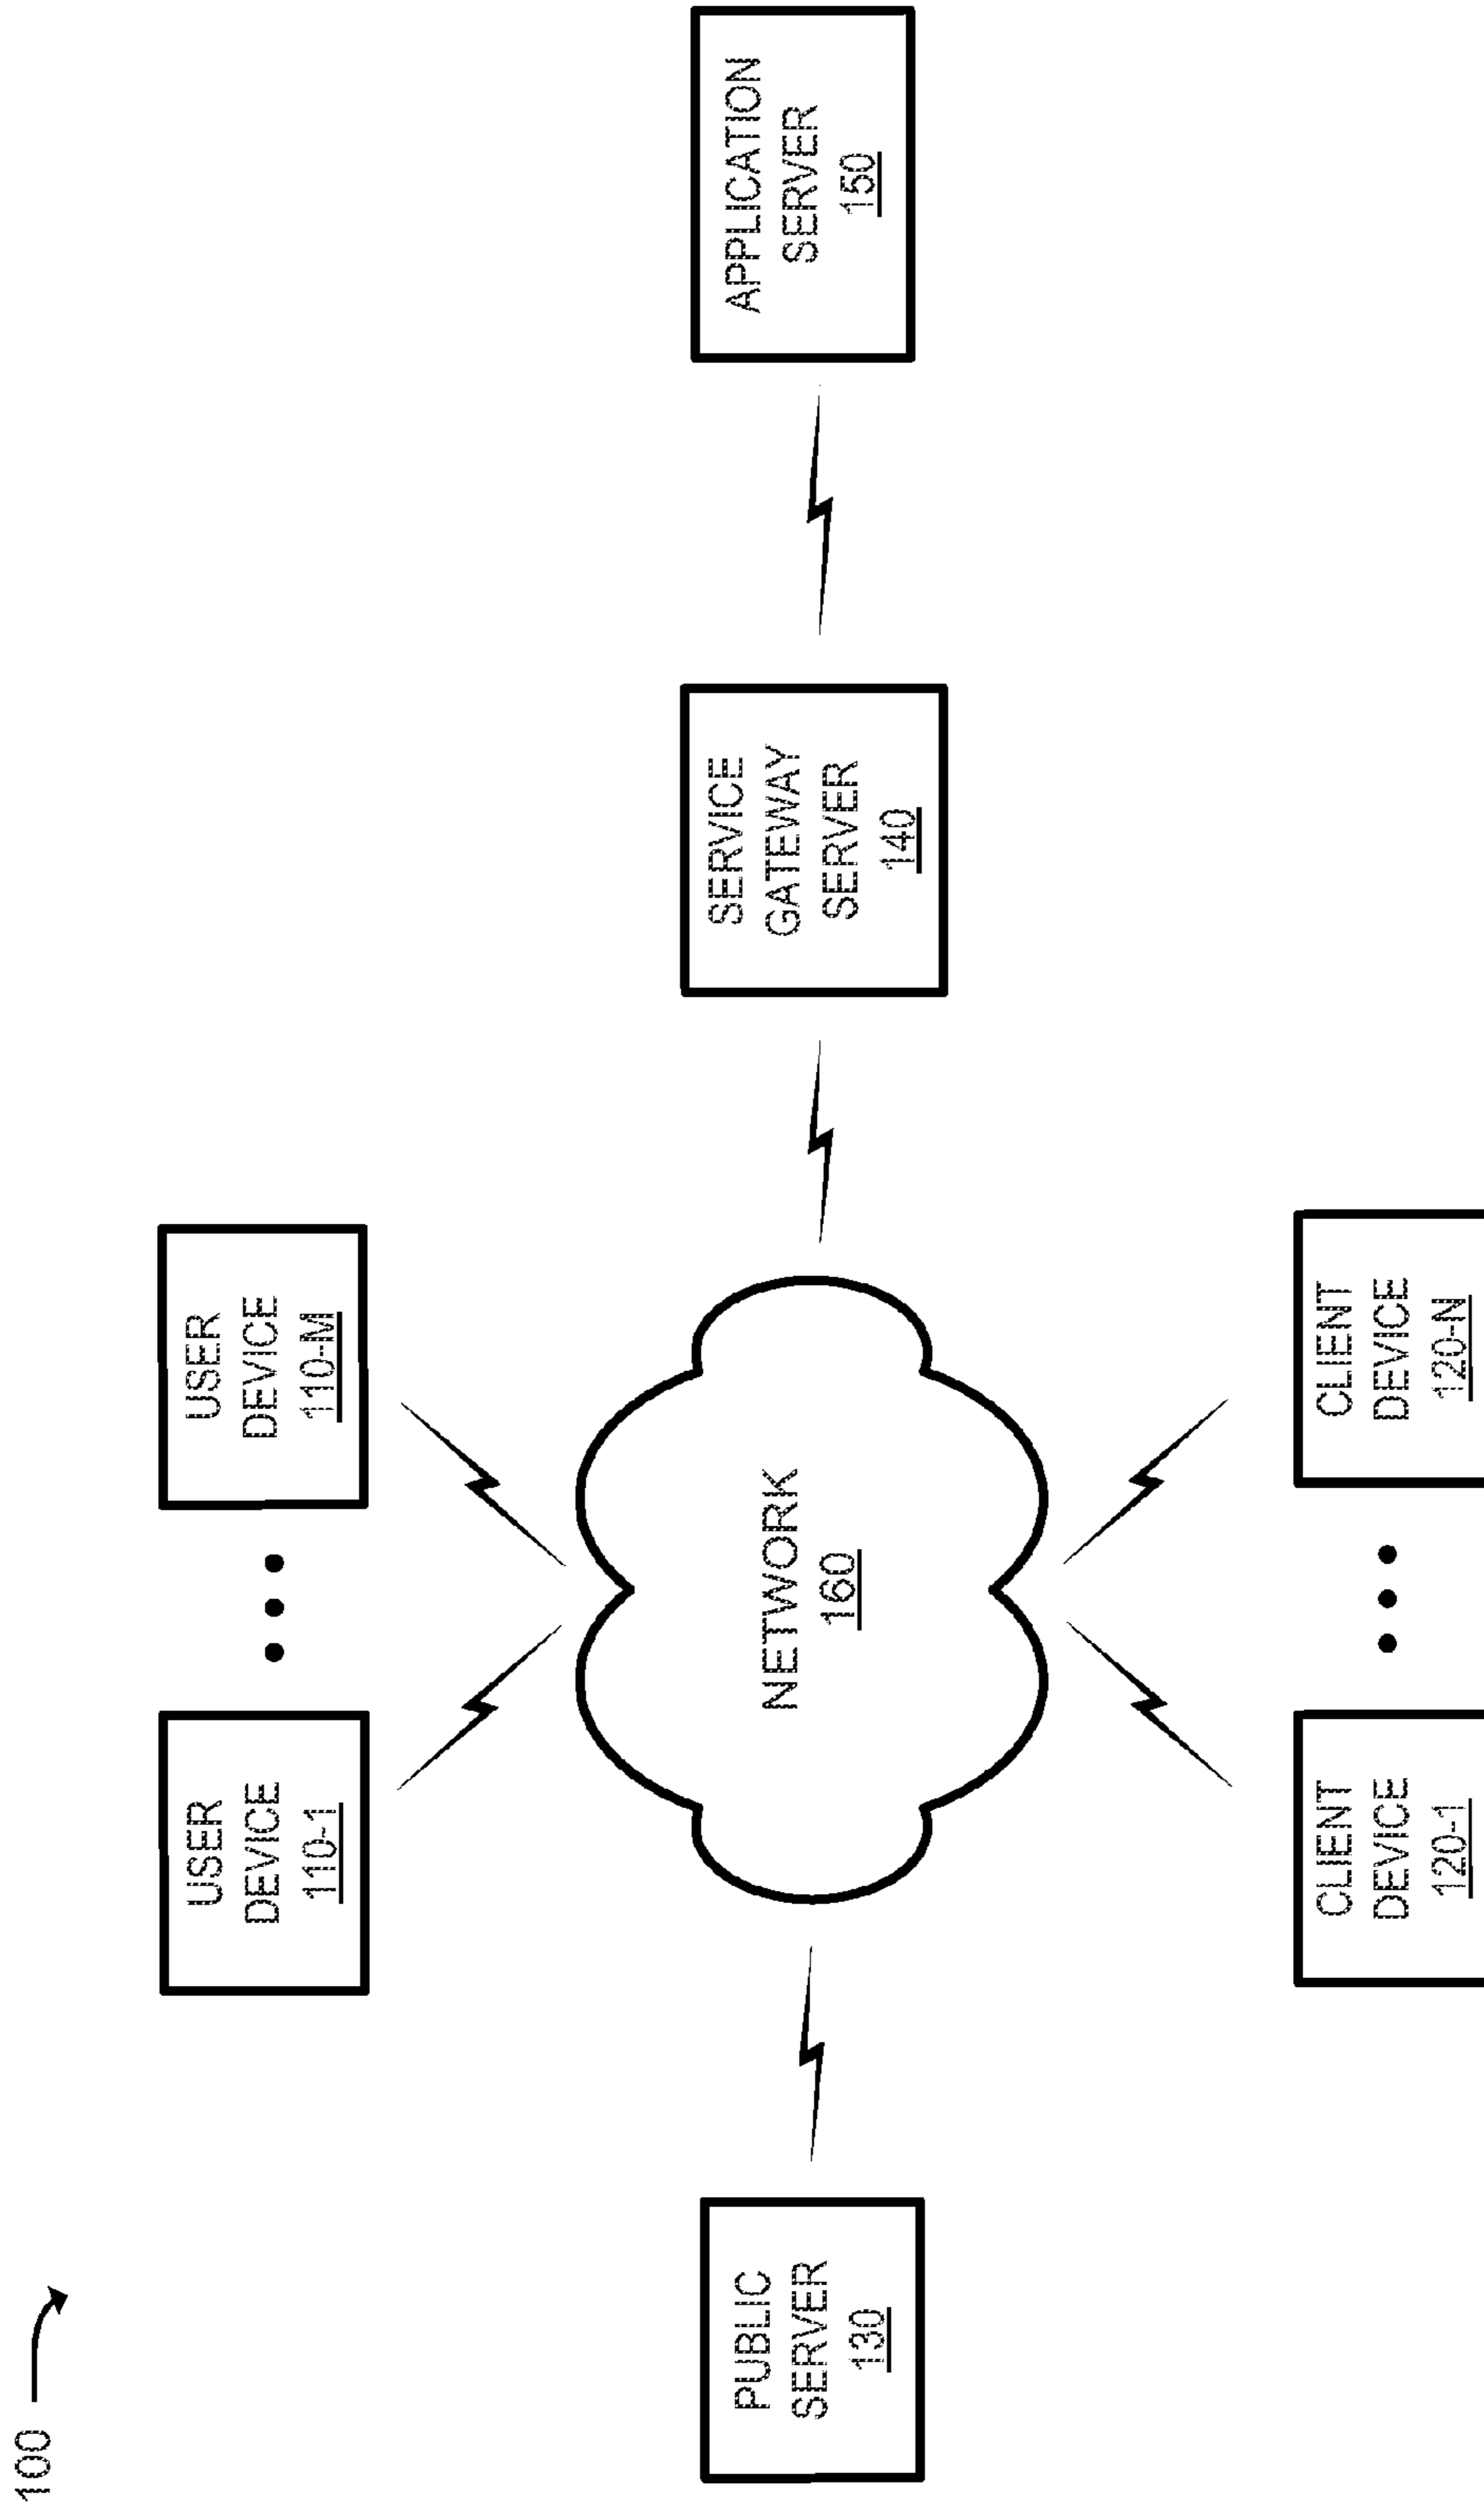 100
USER
DEVICE
110-1
USER
DEVICE
110-M
PUBLIC
SERVER
130
NETWORK
160
SERVICE
GATEWAY
SERVER
140
APPLICATION
SERVER
150
CLIENT
DEVICE
120-1
CLIENT
DEVICE
120-N